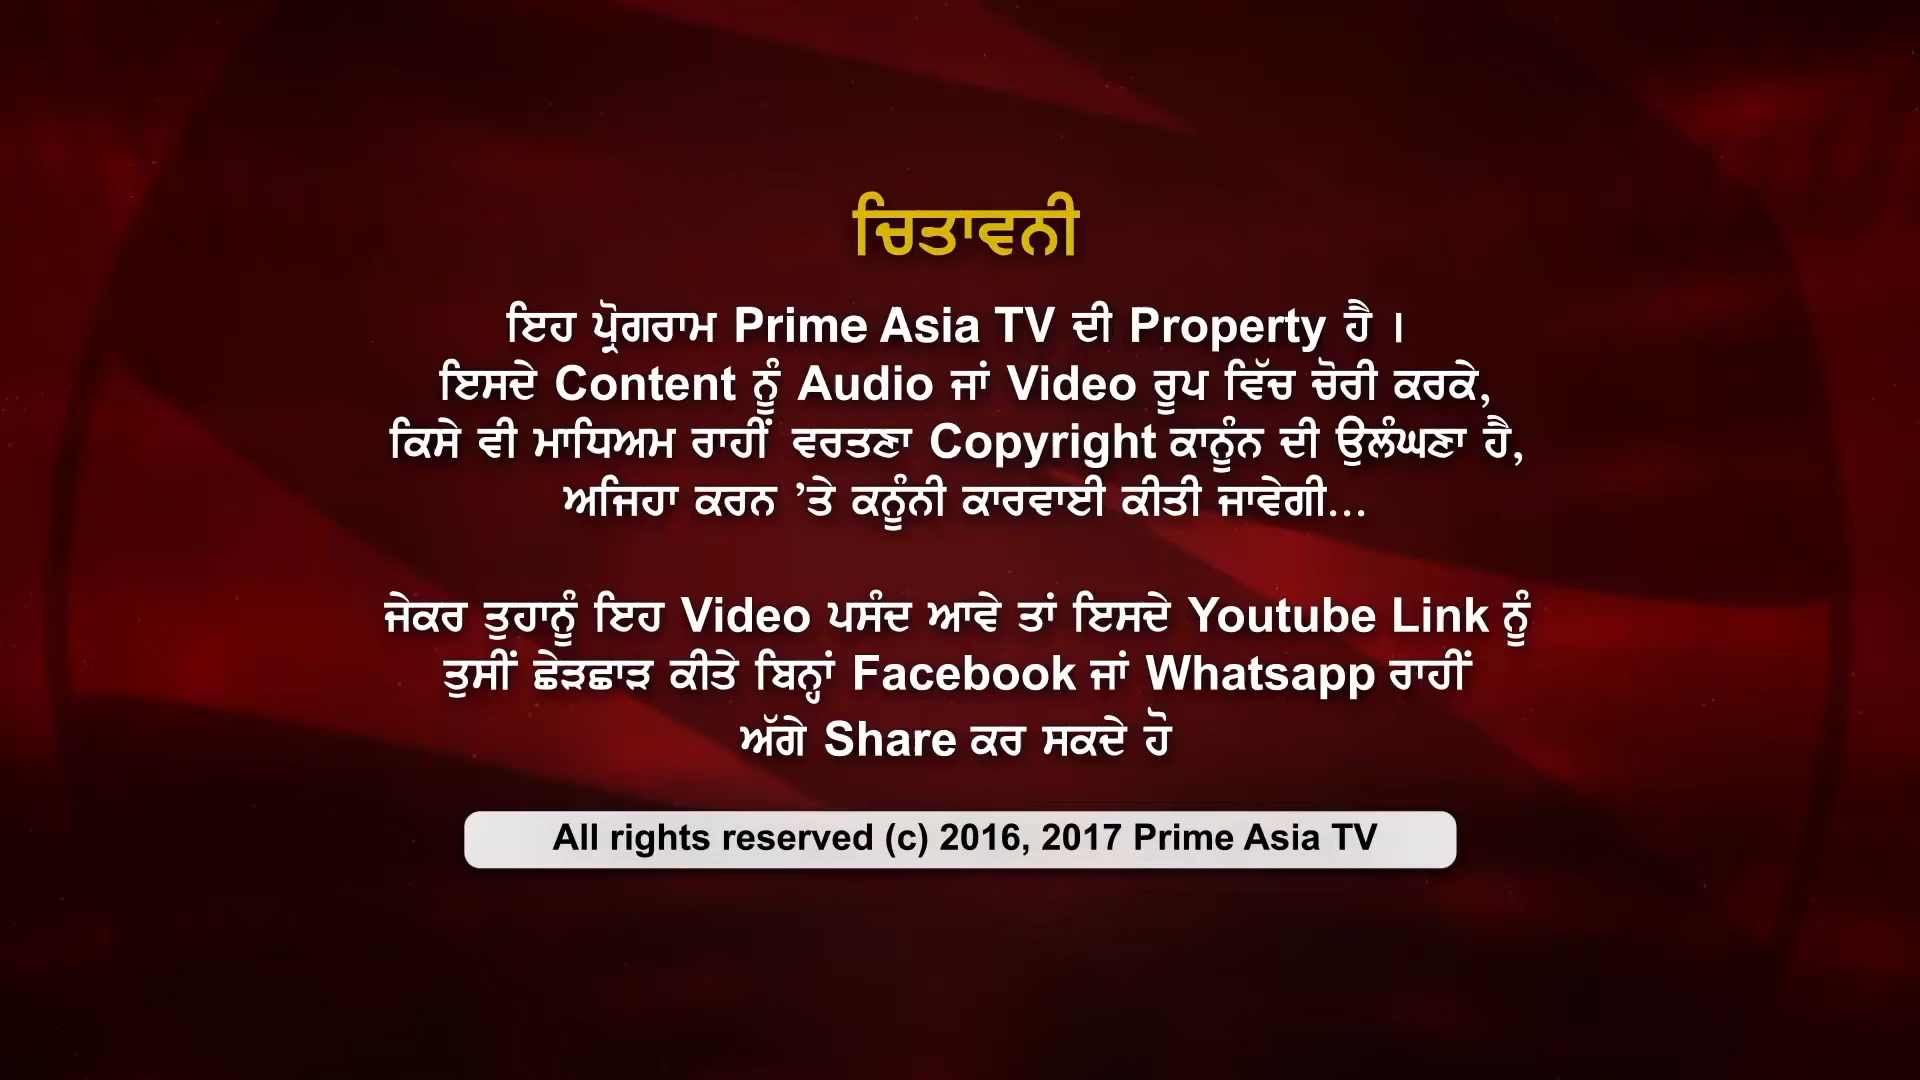 ਚਿਤਾਵਨੀ
ਇਹ ਪ੍ਰੋਗਰਾਮ Prime Asia TV ਦੀ Property ਹੈ ।
ਇਸਦੇ Content ਨੂੰ Audio ਜਾਂ Video ਰੂਪ ਵਿੱਚ ਚੋਰੀ ਕਰਕੇ,
ਕਿਸੇ ਵੀ ਮਾਧਿਅਮ ਰਾਹੀਂ ਵਰਤਣਾ Copyright ਕਾਨੂੰਨ ਦੀ ਉਲੰਘਣਾ ਹੈ,
ਅਜਿਹਾ ਕਰਨ ’ਤੇ ਕਨੂੰਨੀ ਕਾਰਵਾਈ ਕੀਤੀ ਜਾਵੇਗੀ...
ਜੇਕਰ ਤੁਹਾਨੂੰ ਇਹ Video ਪਸੰਦ ਆਵੇ ਤਾਂ ਇਸਦੇ Youtube Link ਨੂੰ
ਤੁਸੀਂ ਛੇੜਛਾੜ ਕੀਤੇ ਬਿਨ੍ਹਾਂ Facebook ਜਾਂ Whatsapp ਰਾਹੀਂ
ਅੱਗੇ Share ਕਰ ਸਕਦੇ ਹੋ
All rights reserved (c) 2016, 2017 Prime Asia TV